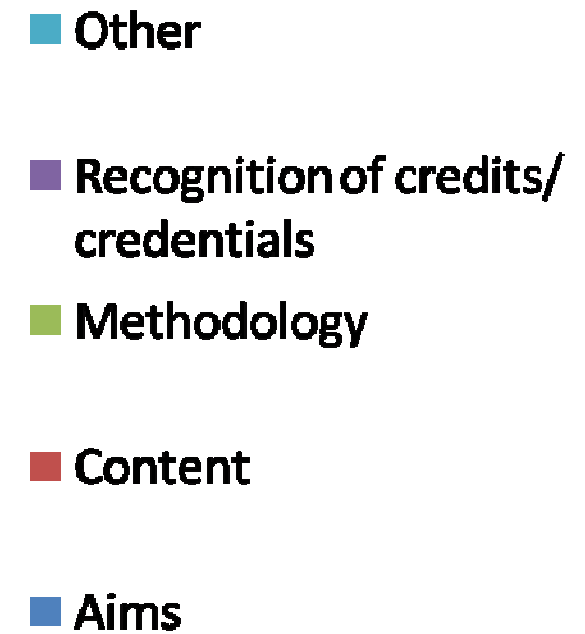 Other
Recognition of credits/
credentials
Methodology
Content
Aims